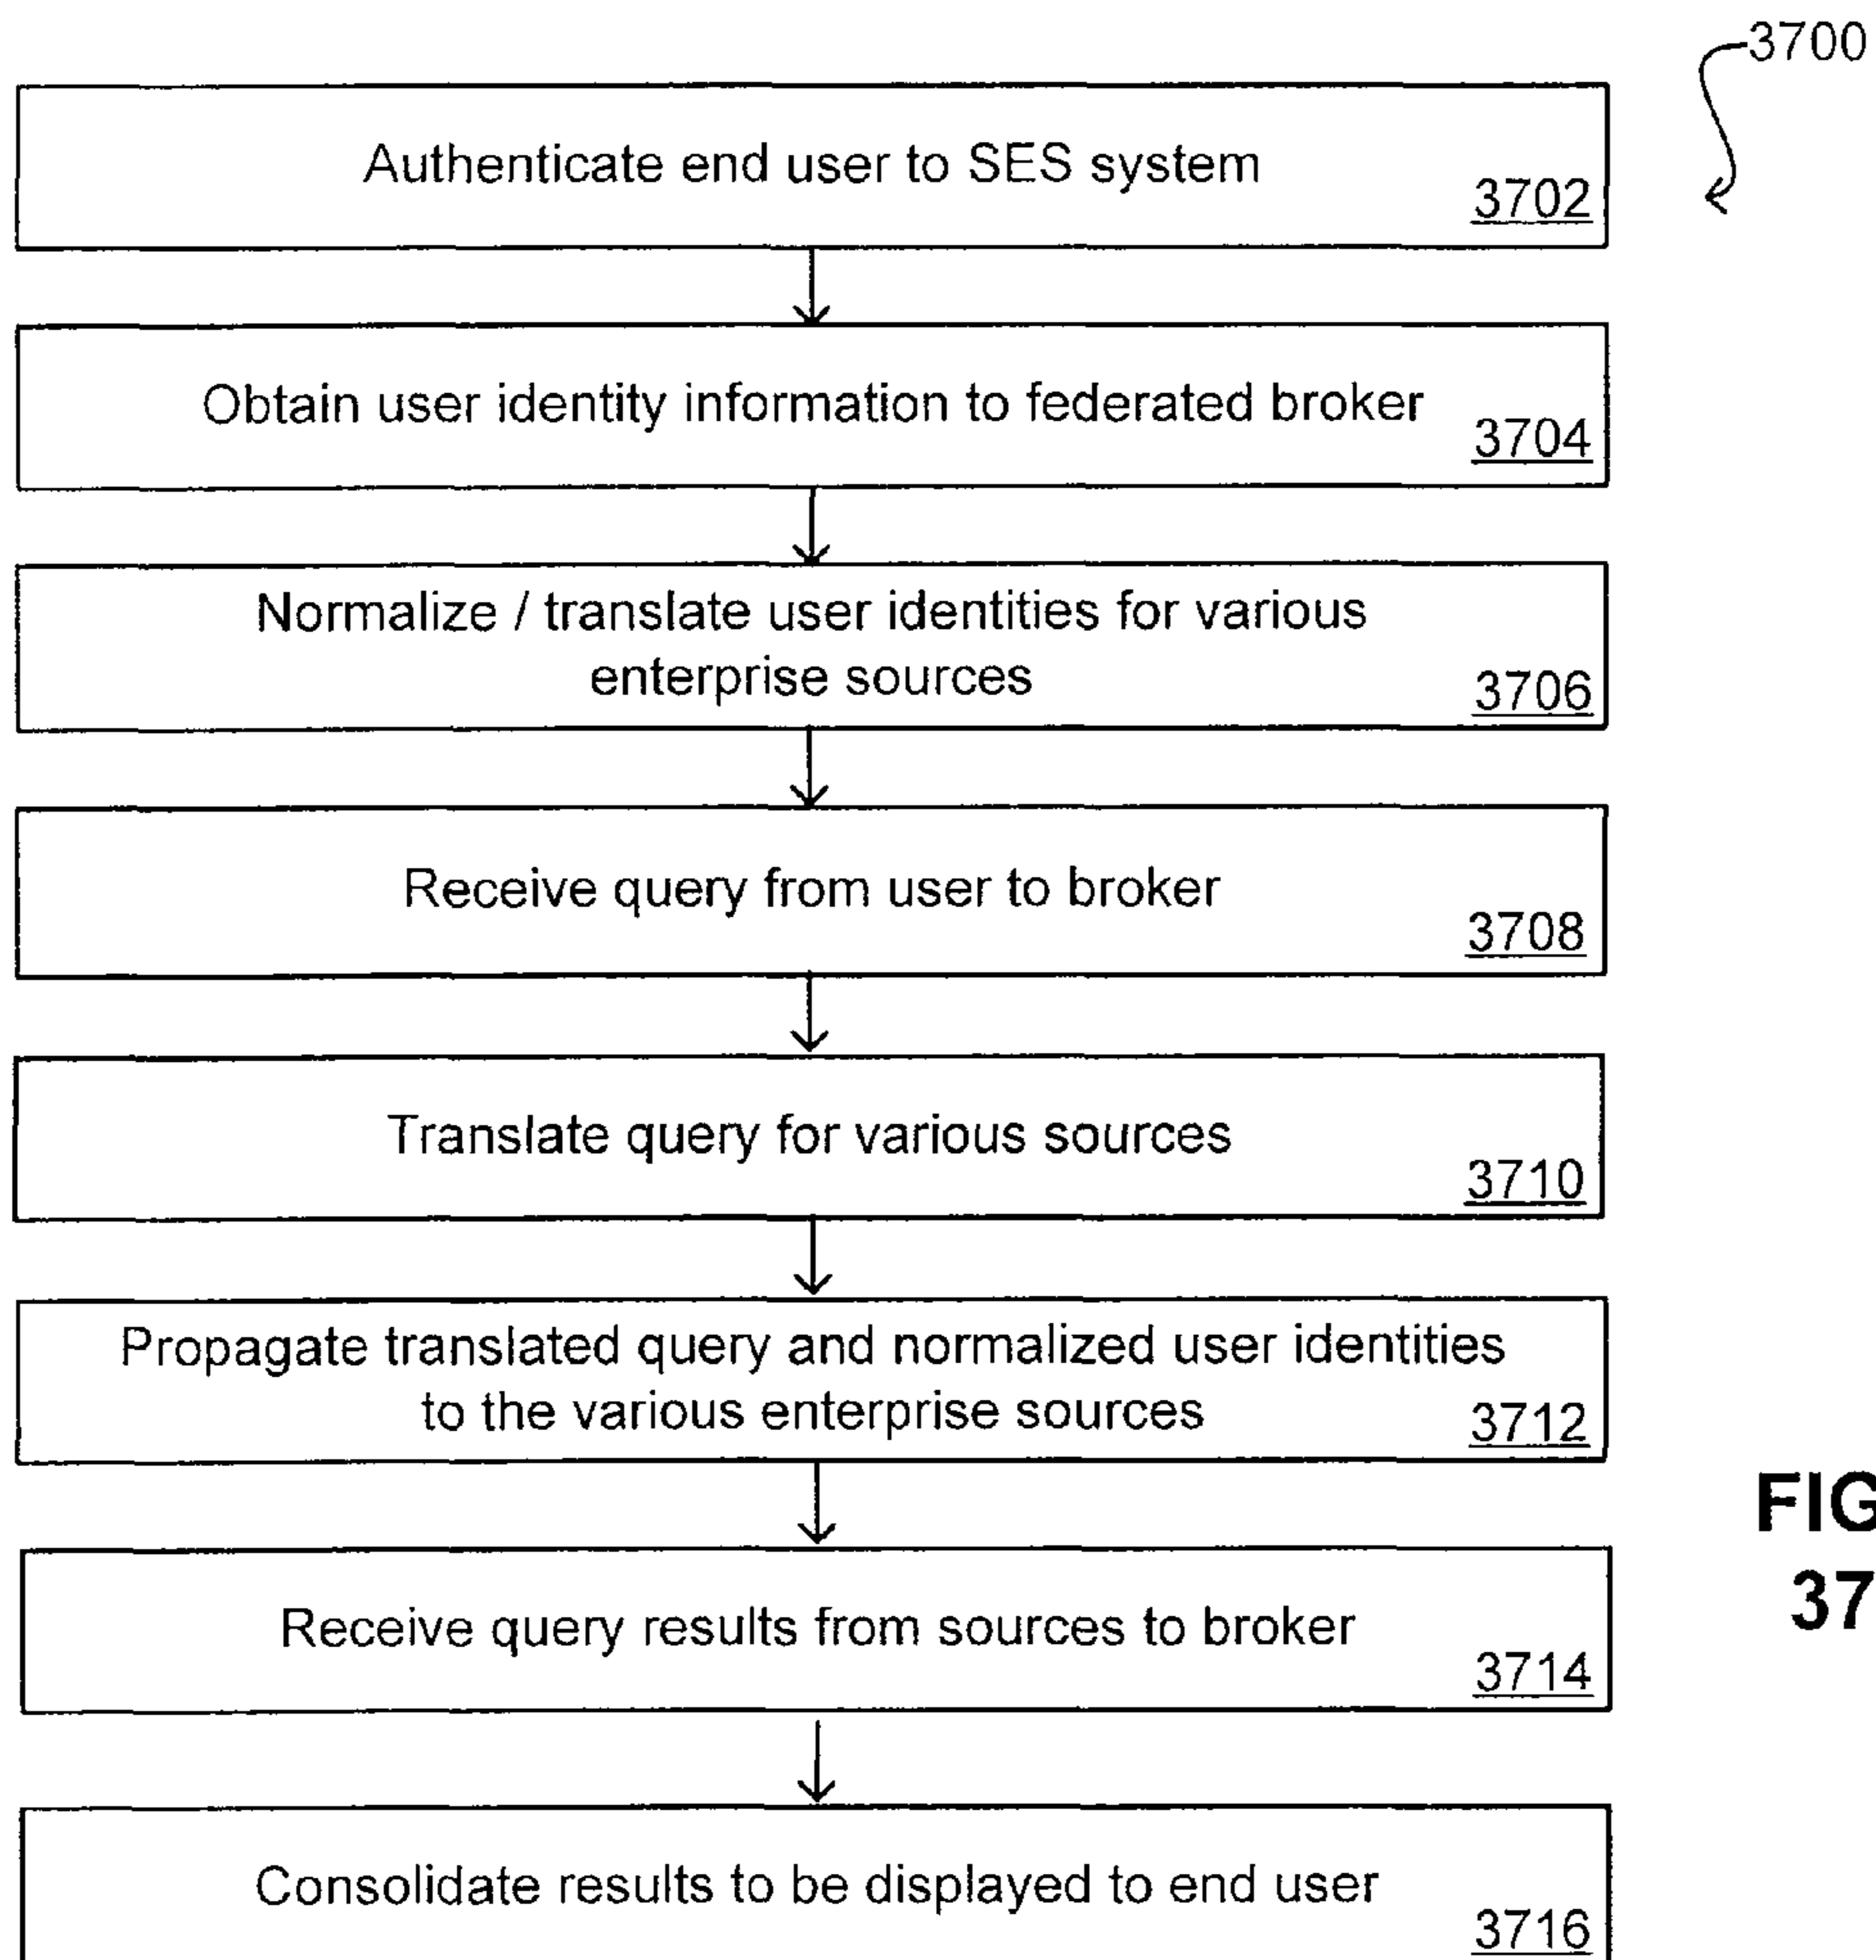 3700
Authenticate end user to SES system
3702
Obtain user identity information to federated broker
3704
Normalize / translate user identities for various
enterprise sources
3706
Receive query from user to broker
3708
Translate query for various sources
3710
Propagate translated query and normalized user identities
to the various enterprise sources
3712
FIG
37
Receive query results from sources to broker
3714
Consolidate results to be displayed to end user
3716